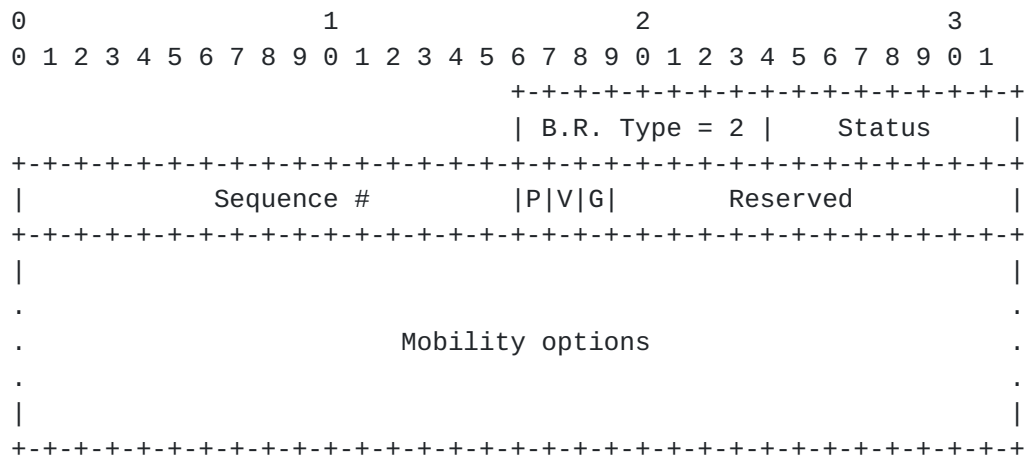 0                   1                   2                   3
0 1 2 3 4 5 6 7 8 9 0 1 2 3 4 5 6 7 8 9 0 1 2 3 4 5 6 7 8 9 0 1
                                +-+-+-+-+-+-+-+-+-+-+-+-+-+-+-+-+
                                | B.R. Type = 2 |    Status     |
+-+-+-+-+-+-+-+-+-+-+-+-+-+-+-+-+-+-+-+-+-+-+-+-+-+-+-+-+-+-+-+-+
|            Sequence #         |P|V|G|       Reserved          |
+-+-+-+-+-+-+-+-+-+-+-+-+-+-+-+-+-+-+-+-+-+-+-+-+-+-+-+-+-+-+-+-+
|                                                               |
.                                                               .
.                        Mobility options                       .
.                                                               .
|                                                               |
+-+-+-+-+-+-+-+-+-+-+-+-+-+-+-+-+-+-+-+-+-+-+-+-+-+-+-+-+-+-+-+-+